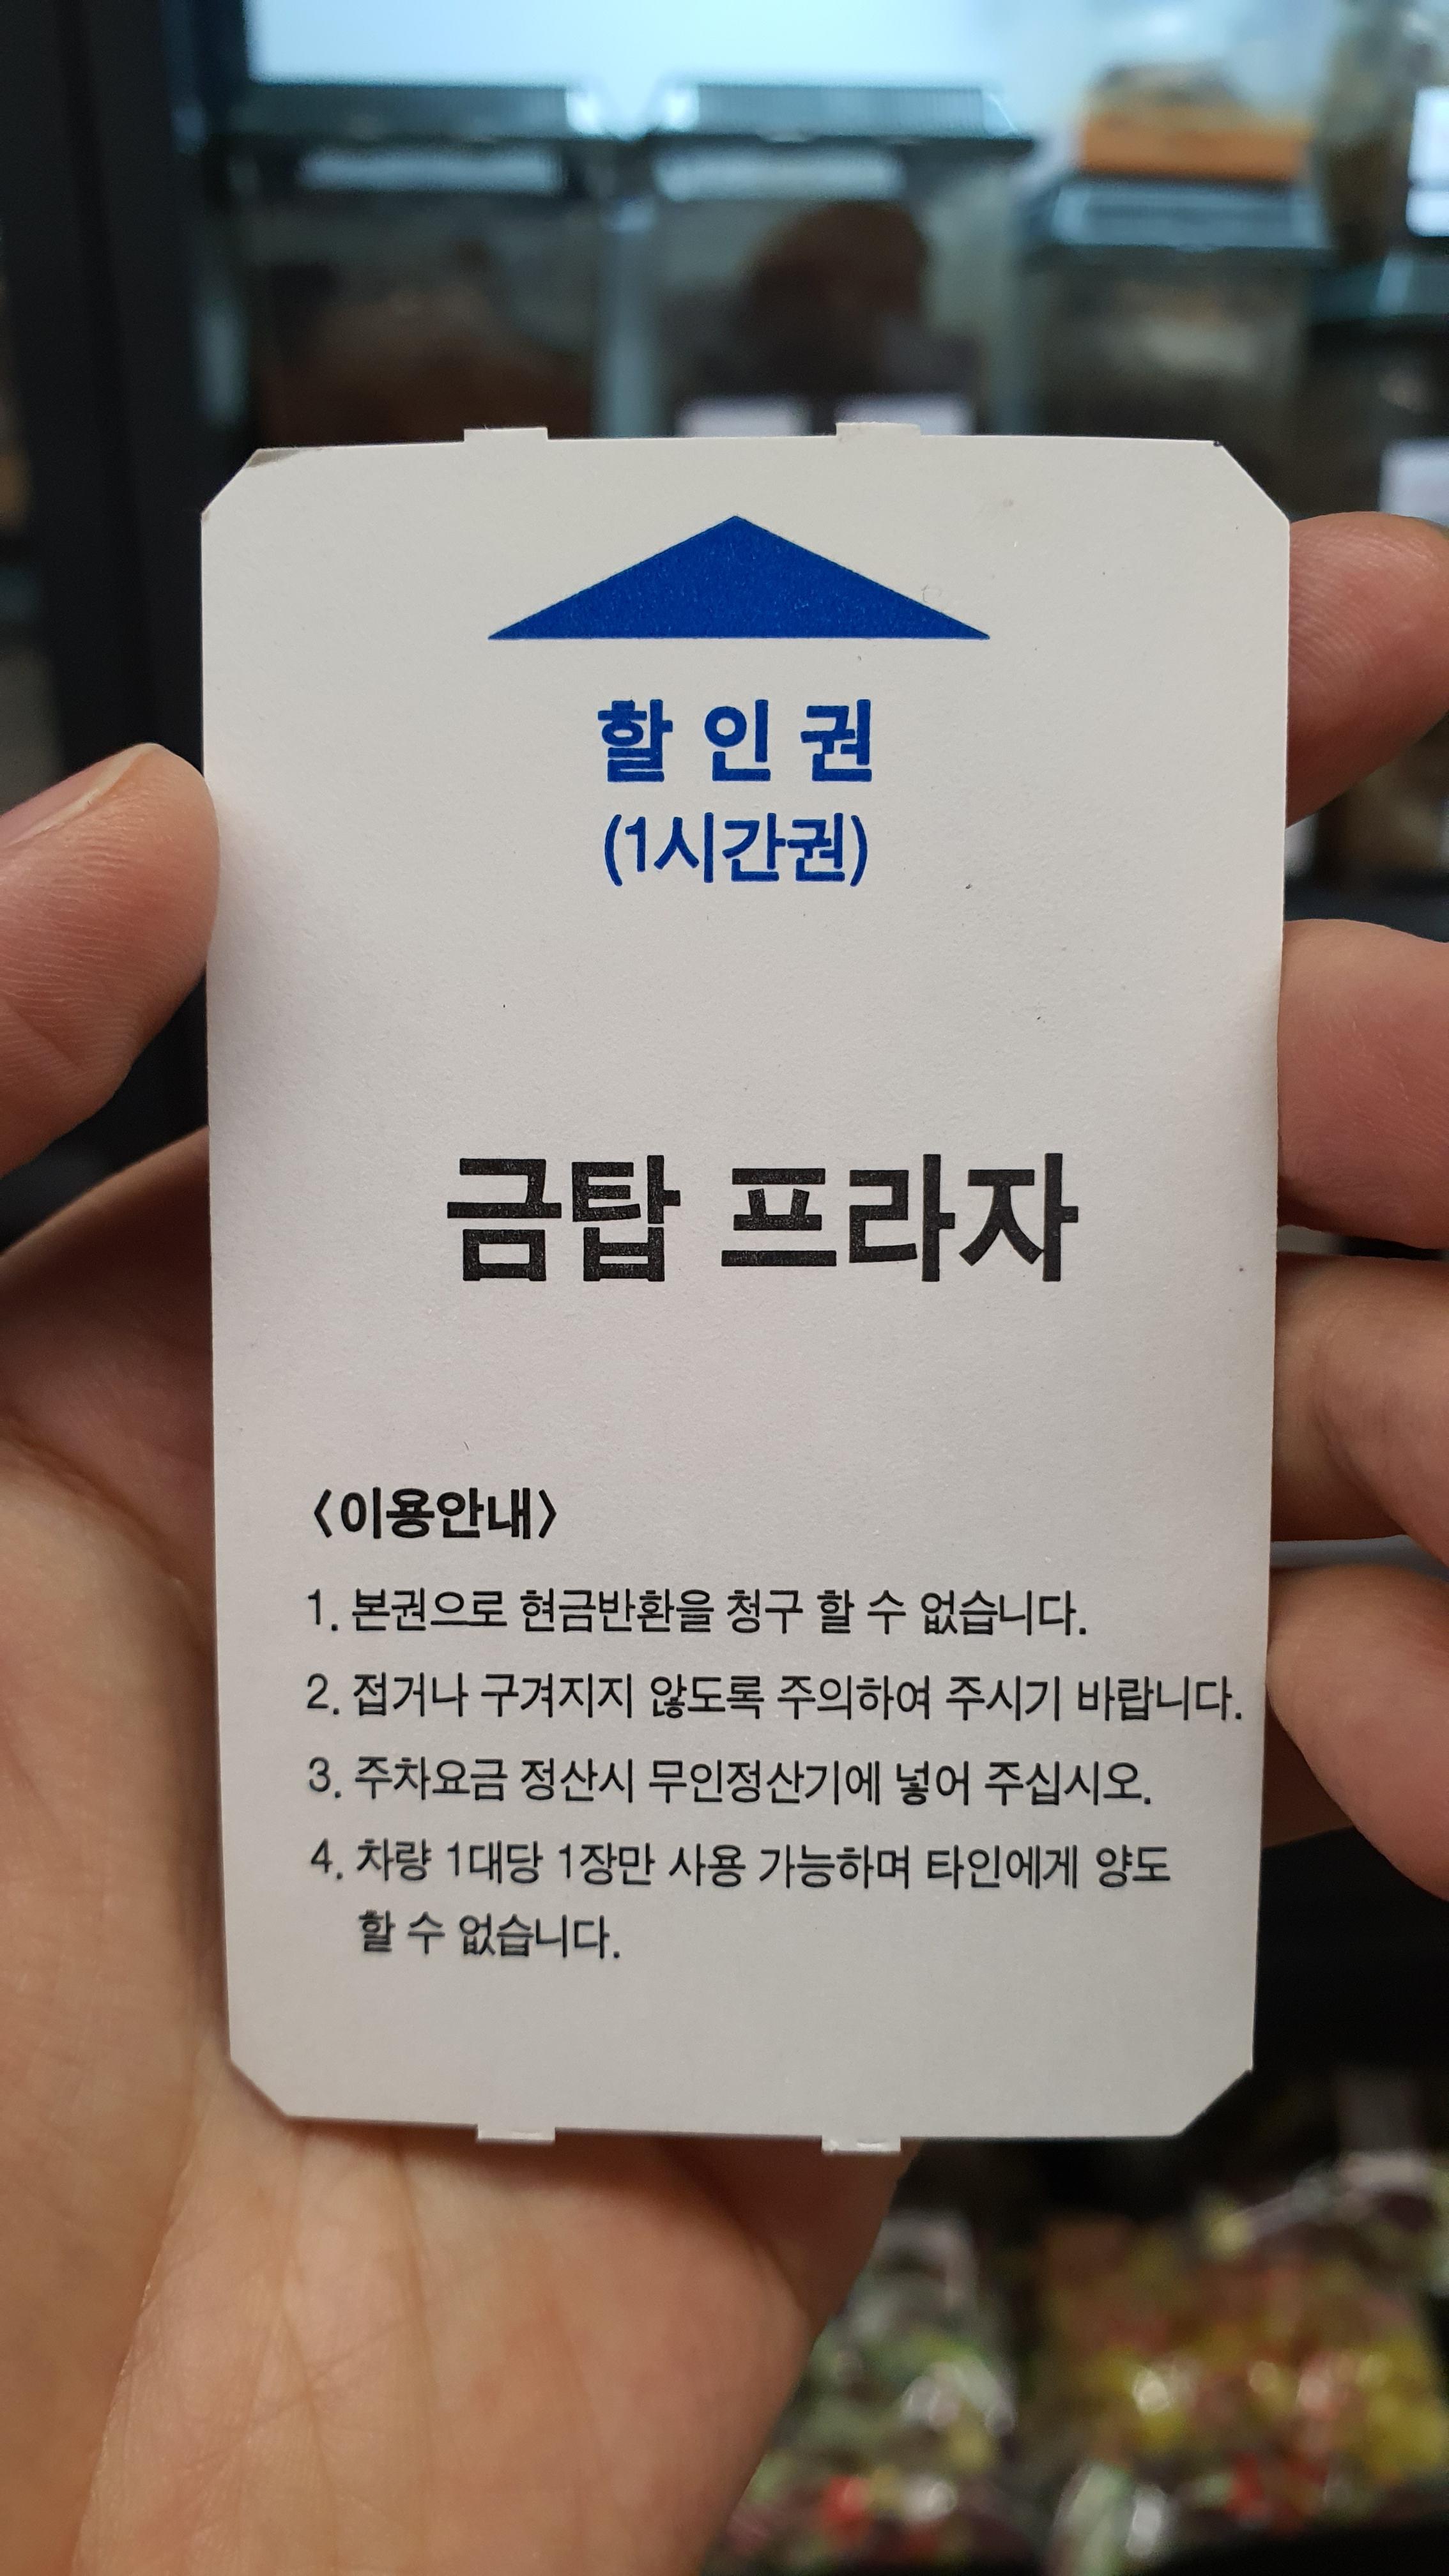 할 인 권
(1시간권)
금탑 프라자
<이용안내>
1. 본권으로 현금반환을 청구 할 수 없습니다.
2. 접거나 구겨지지 않도록 주의하여 주시기 바랍니다.
3. 주차요금 정산시 무인정산기에 넣어 주십시오.
4. 차량 1대당 1장만 사용 가능하며 타인에게 양도
할 수 없습니다.